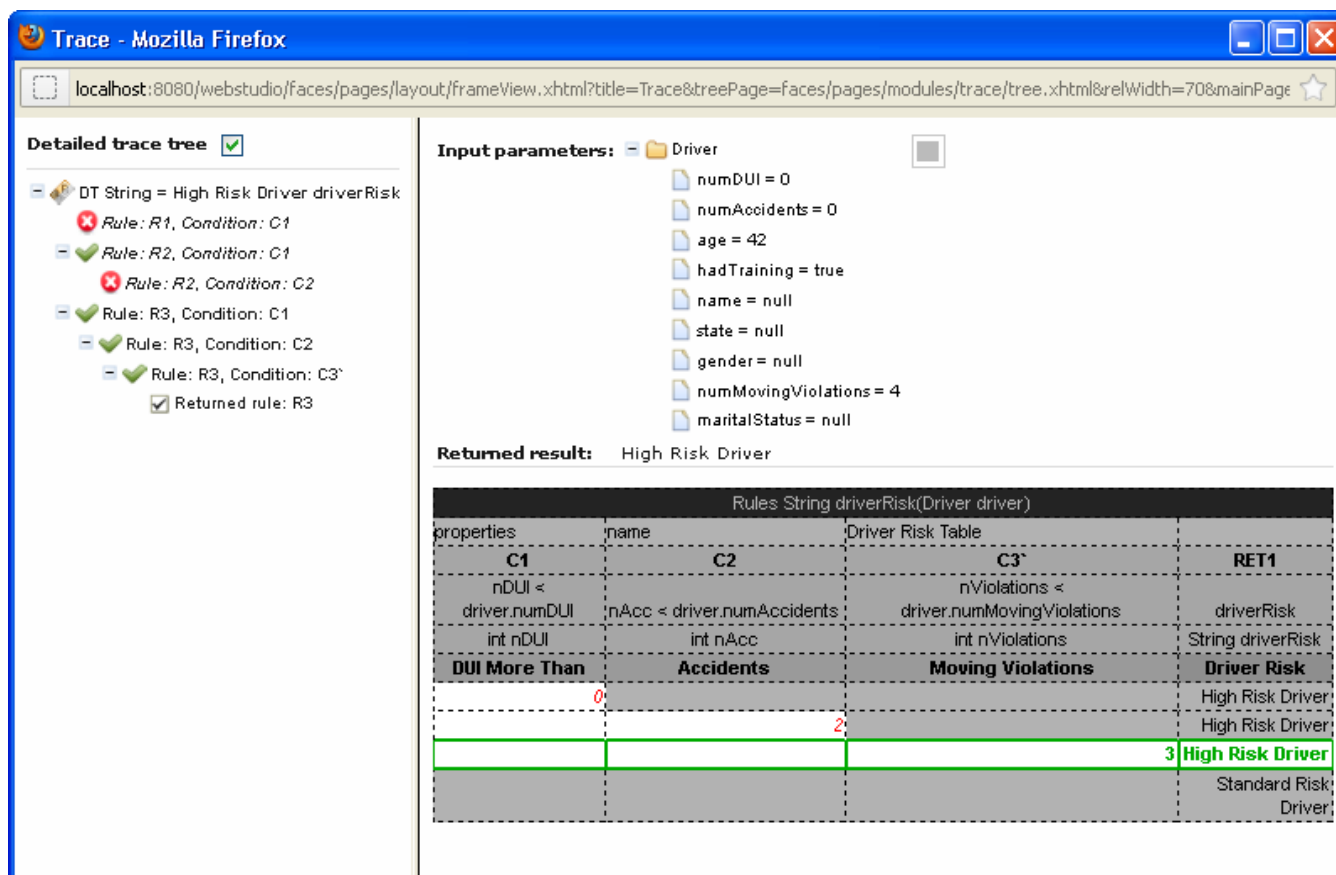 Trace - Mozilla Firefox
localhost:8080/webstudio/faces/pages/layout/frameView.xhtml?title=Trace&treePage=faces/pages/modules/trace/tree.xhtml&relWidth=70&mainPage
Detailed trace tree
DT String = High Risk Driver driverRisk
Rule: R1, Condition: C1
Rule: R2, Condition: C1
Rule: R2, Condition: C2
Rule: R3, Condition: C1
Rule: R3, Condition: C2
Rule: R3, Condition: C3`
Returned rule: R3
Input parameters: Driver
numDUI = 0
numAccidents = 0
age = 42
hadTraining = true
name = null
state = null
gender = null
numMovingViolations = 4
maritalStatus = null
Returned result: High Risk Driver
Rules String driverRisk(Driver driver)
properties name Driver Risk Table
C1 C2 C3` RET1
nDUI < nViolations <
driver.numDUI nAcc < driver.numAccidents driver.numMovingViolations driverRisk
int nDUI int nAcc int nViolations String driverRisk
DUI More Than Accidents Moving Violations Driver Risk
0 High Risk Driver
2 High Risk Driver
3 High Risk Driver
Standard Risk
Driver